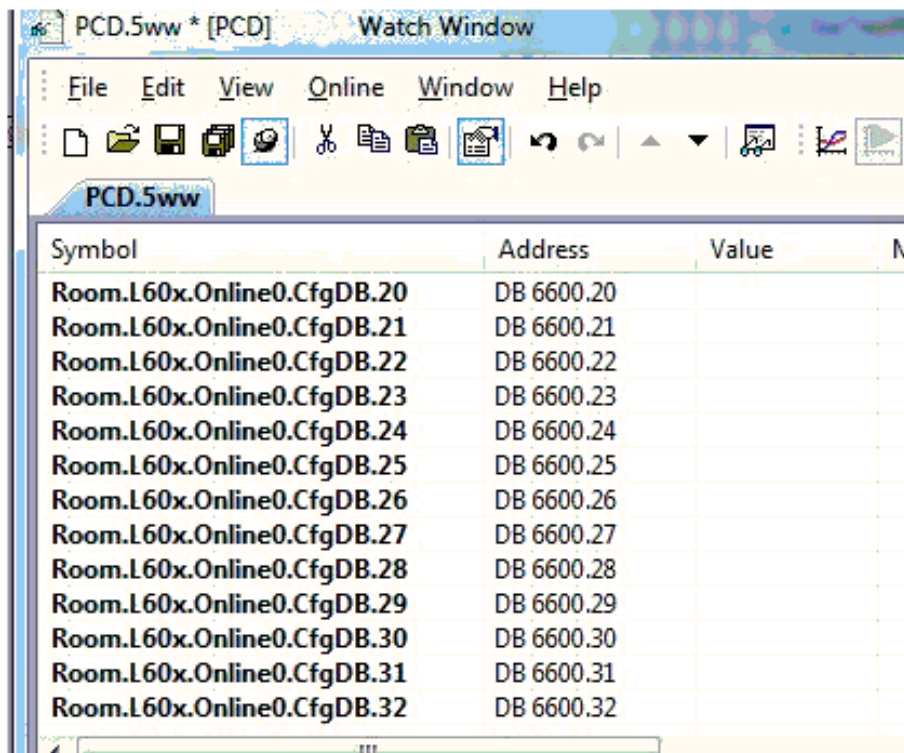 PCD.5ww * [PCD] Watch Window
File Edit View Online Window Help
PCD.5ww
Symbol Address Value
Room.L60x.Online0.CfgDB.20 DB 6600.20
Room.L60x.Online0.CfgDB.21 DB 6600.21
Room.L60x.Online0.CfgDB.22 DB 6600.22
Room.L60x.Online0.CfgDB.23 DB 6600.23
Room.L60x.Online0.CfgDB.24 DB 6600.24
Room.L60x.Online0.CfgDB.25 DB 6600.25
Room.L60x.Online0.CfgDB.26 DB 6600.26
Room.L60x.Online0.CfgDB.27 DB 6600.27
Room.L60x.Online0.CfgDB.28 DB 6600.28
Room.L60x.Online0.CfgDB.29 DB 6600.29
Room.L60x.Online0.CfgDB.30 DB 6600.30
Room.L60x.Online0.CfgDB.31 DB 6600.31
Room.L60x.Online0.CfgDB.32 DB 6600.32